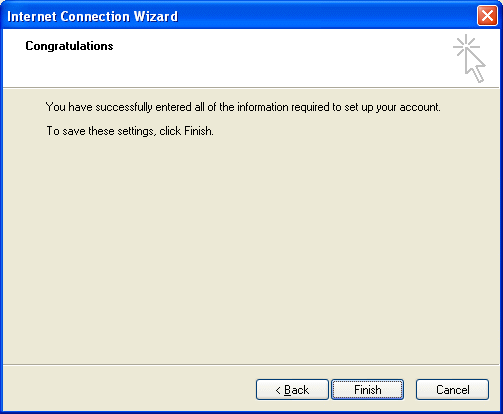 Internet Connection Wizard
Congratulations
You have successfully entered all of the information required to set up your account.
To save these settings, click Finish.
< Back
Finish
Cancel